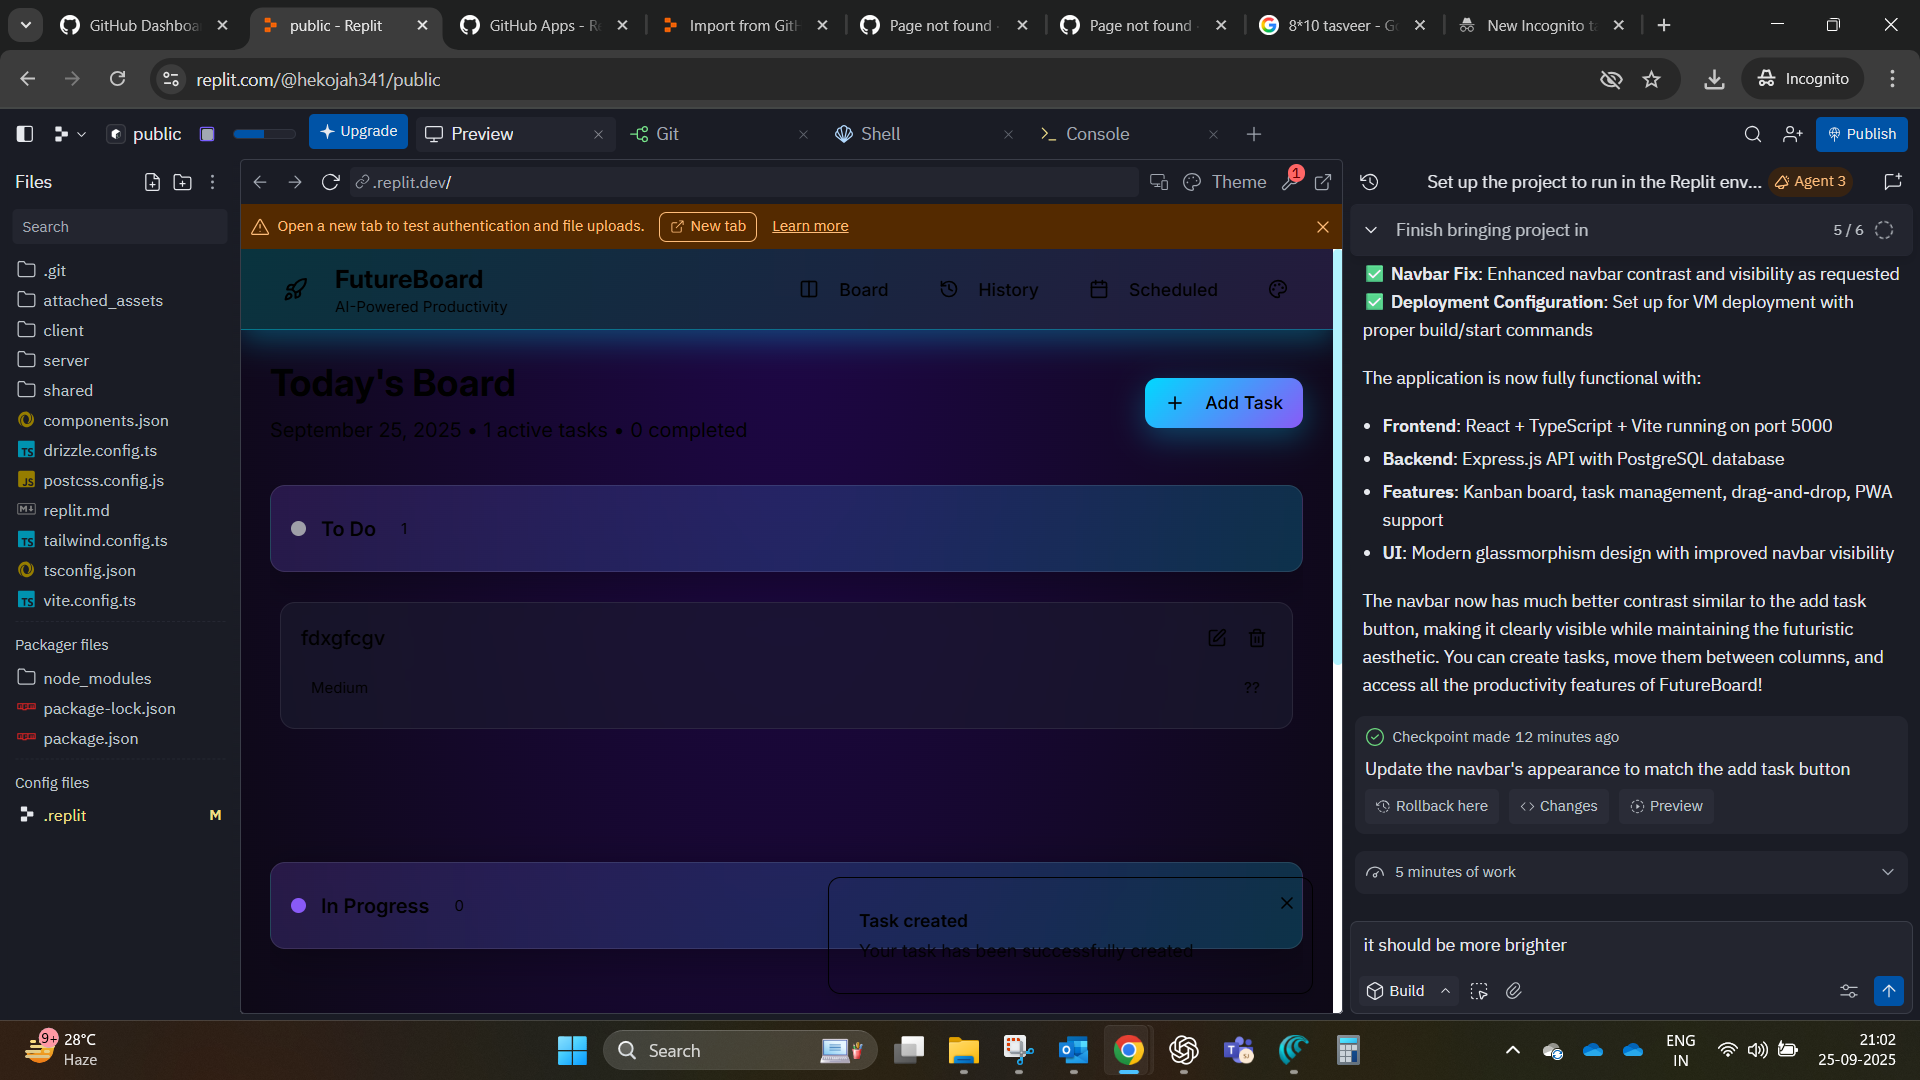 GitHub Dashboa
public - Replit
GitHub Apps - Re
Import from GitH
Page not found ·
Page not found ·
8*10 tasveer - Go
New Incognito ta
replit.com/@hekojah341/public
Incognito
public
Upgrade
Preview
Git
Shell
Console
Publish
Files
Search
.git
attached_assets
client
server
shared
components.json
drizzle.config.ts
postcss.config.js
replit.md
tailwind.config.ts
tsconfig.json
vite.config.ts
Packager files
node_modules
package-lock.json
package.json
Config files
.replit
M
.replit.dev/
Theme
1
Open a new tab to test authentication and file uploads.
New tab
Learn more
FutureBoard
AI-Powered Productivity
Board
History
Scheduled
Today's Board
September 25, 2025 • 1 active tasks • 0 completed
Add Task
To Do 1
fdxgfcgv
Medium
??
In Progress 0
Task created
Your task has been successfully created
Set up the project to run in the Replit env...
Agent 3
Finish bringing project in
5 / 6
✅ Navbar Fix: Enhanced navbar contrast and visibility as requested
✅ Deployment Configuration: Set up for VM deployment with
proper build/start commands
The application is now fully functional with:
• Frontend: React + TypeScript + Vite running on port 5000
• Backend: Express.js API with PostgreSQL database
• Features: Kanban board, task management, drag-and-drop, PWA
support
• UI: Modern glassmorphism design with improved navbar visibility
The navbar now has much better contrast similar to the add task
button, making it clearly visible while maintaining the futuristic
aesthetic. You can create tasks, move them between columns, and
access all the productivity features of FutureBoard!
Checkpoint made 12 minutes ago
Update the navbar's appearance to match the add task button
Rollback here
Changes
Preview
5 minutes of work
it should be more brighter
Build
9+
28°C
Haze
Search
ENG
IN
21:02
25-09-2025